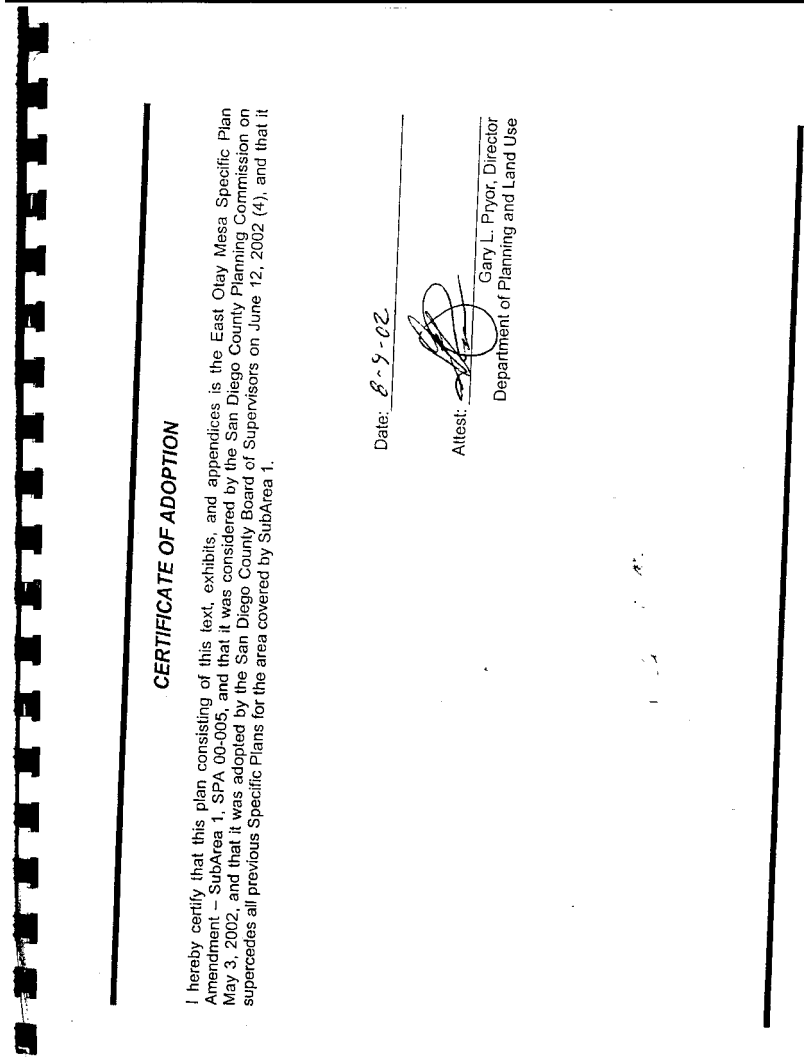 CERTIFICATE OF ADOPTION
I hereby certify that this plan consisting of this text, exhibits, and appendices is the East Otay Mesa Specific Plan
Amendment – SubArea 1, SPA 00-005, and that it was considered by the San Diego County Planning Commission on
May 3, 2002, and that it was adopted by the San Diego County Board of Supervisors on June 12, 2002 (4), and that it
supercedes all previous Specific Plans for the area covered by SubArea 1.
Date: 8-9-02
Attest:
Gary L. Pryor, Director
Department of Planning and Land Use